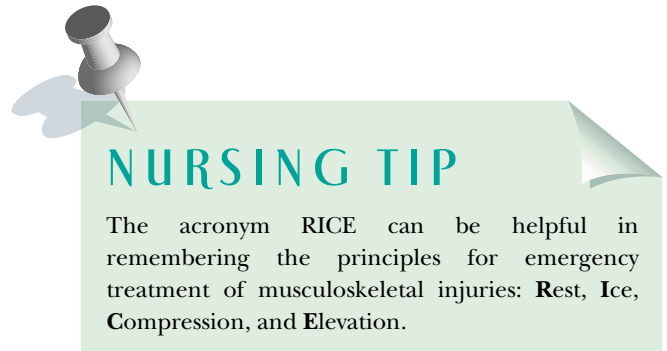 NURSING TIP
The acronym RICE can be helpful in
remembering the principles for emergency
treatment of musculoskeletal injuries: Rest, Ice,
Compression, and Elevation.